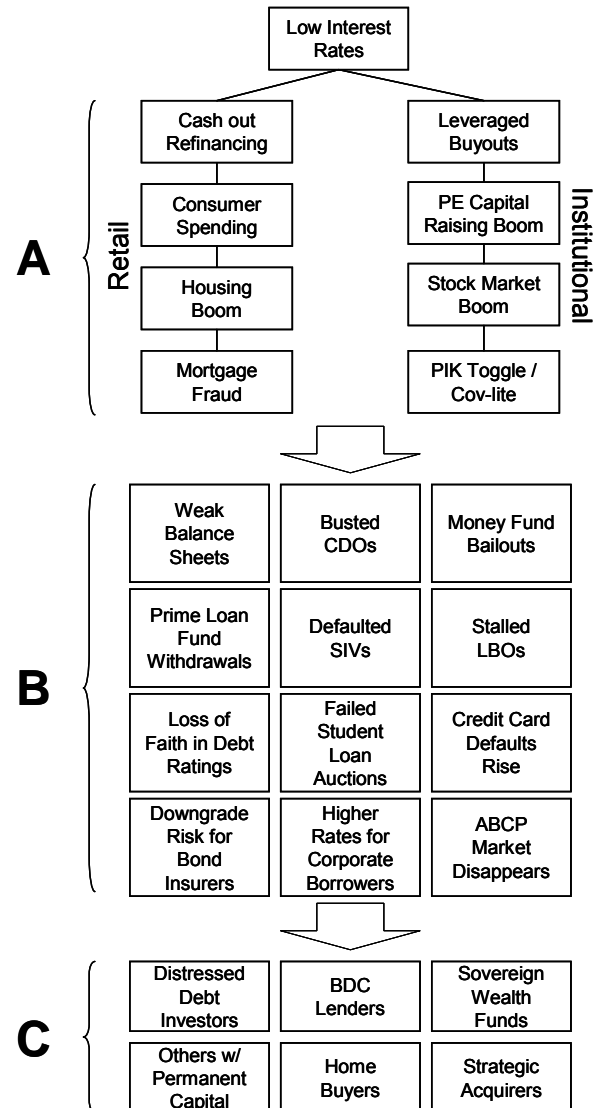 Low Interest
Rates
Cash out
Refinancing
Leveraged
Buyouts
Consumer
Spending
PE Capital
Raising Boom
A
Retail
Institutional
Housing
Boom
Stock Market
Boom
Mortgage
Fraud
PIK Toggle /
Cov-lite
Weak
Balance
Sheets
Busted
CDOs
Money Fund
Bailouts
Prime Loan
Fund
Withdrawals
Defaulted
SIVs
Stalled
LBOs
B
Loss of
Faith in Debt
Ratings
Failed
Student
Loan
Auctions
Credit Card
Defaults
Rise
Downgrade
Risk for
Bond
Insurers
Higher
Rates for
Corporate
Borrowers
ABCP
Market
Disappears
Distressed
Debt
Investors
BDC
Lenders
Sovereign
Wealth
Funds
C
Others w/
Permanent
Capital
Home
Buyers
Strategic
Acquirers